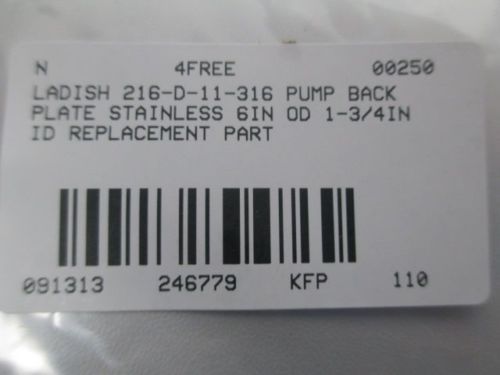 N 4FREE 00250
LADISH 216-D-11-316 PUMP BACK
PLATE STAINLESS 6IN OD 1-3/4IN
ID REPLACEMENT PART
091313 246779 KFP 110